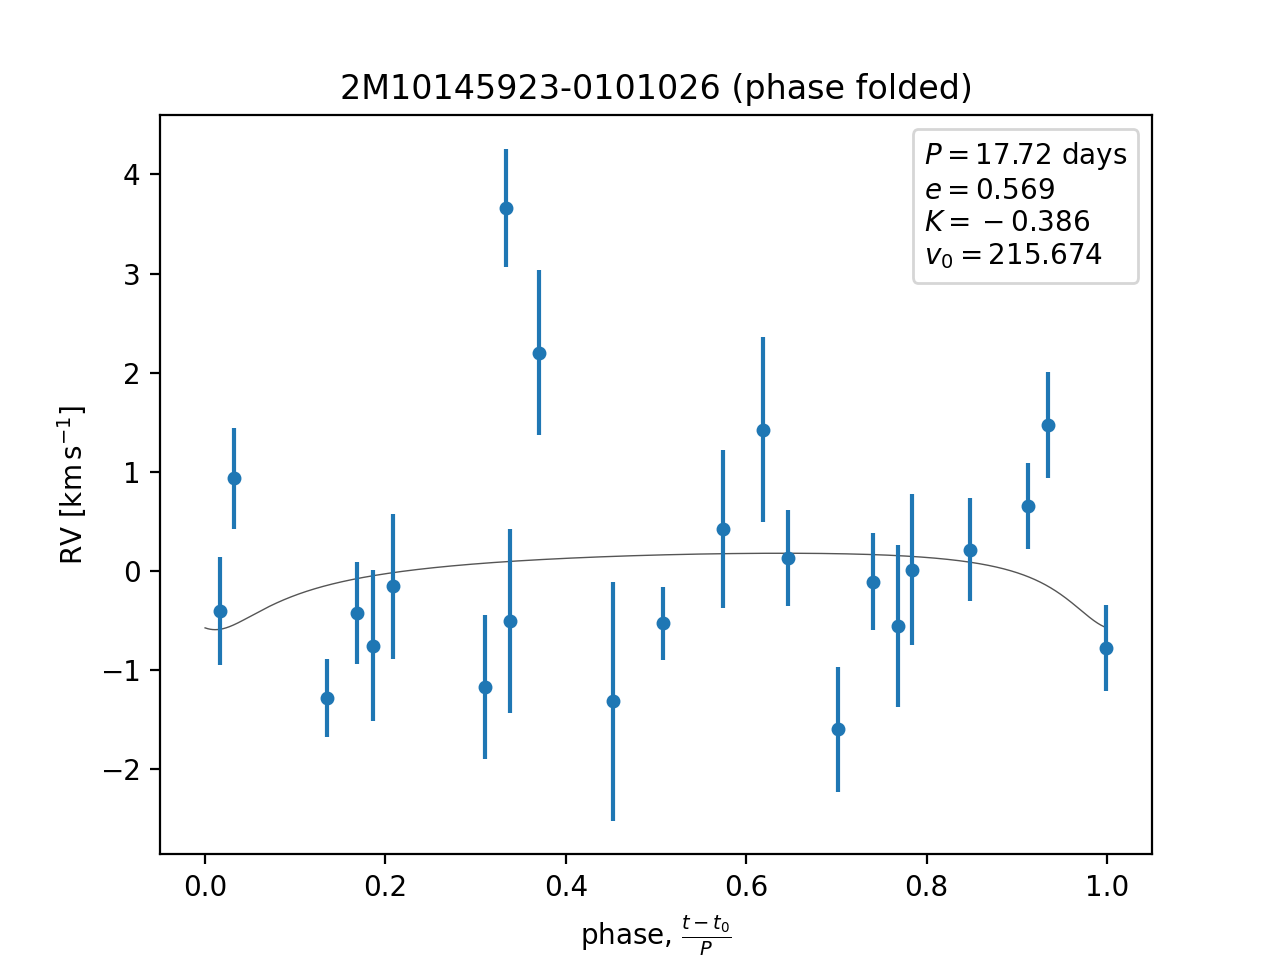 2M10145923-0101026 (phase folded)
P = 17.72 days
e = 0.569
K = −0.386
v₀ = 215.674
4
3
2
1
0
−1
−2
RV [km s⁻¹]
0.0 0.2 0.4 0.6 0.8 1.0
phase, (t − t₀)/P